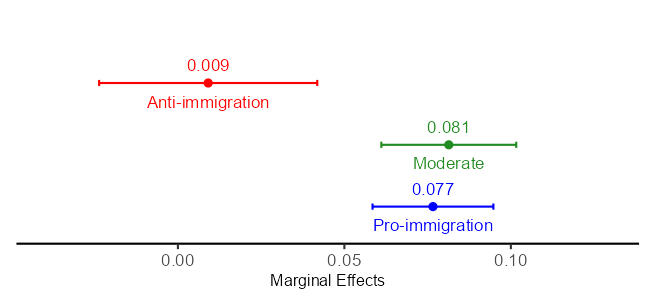 0.009
Anti-immigration
0.081
Moderate
0.077
Pro-immigration
0.00 0.05 0.10
Marginal Effects